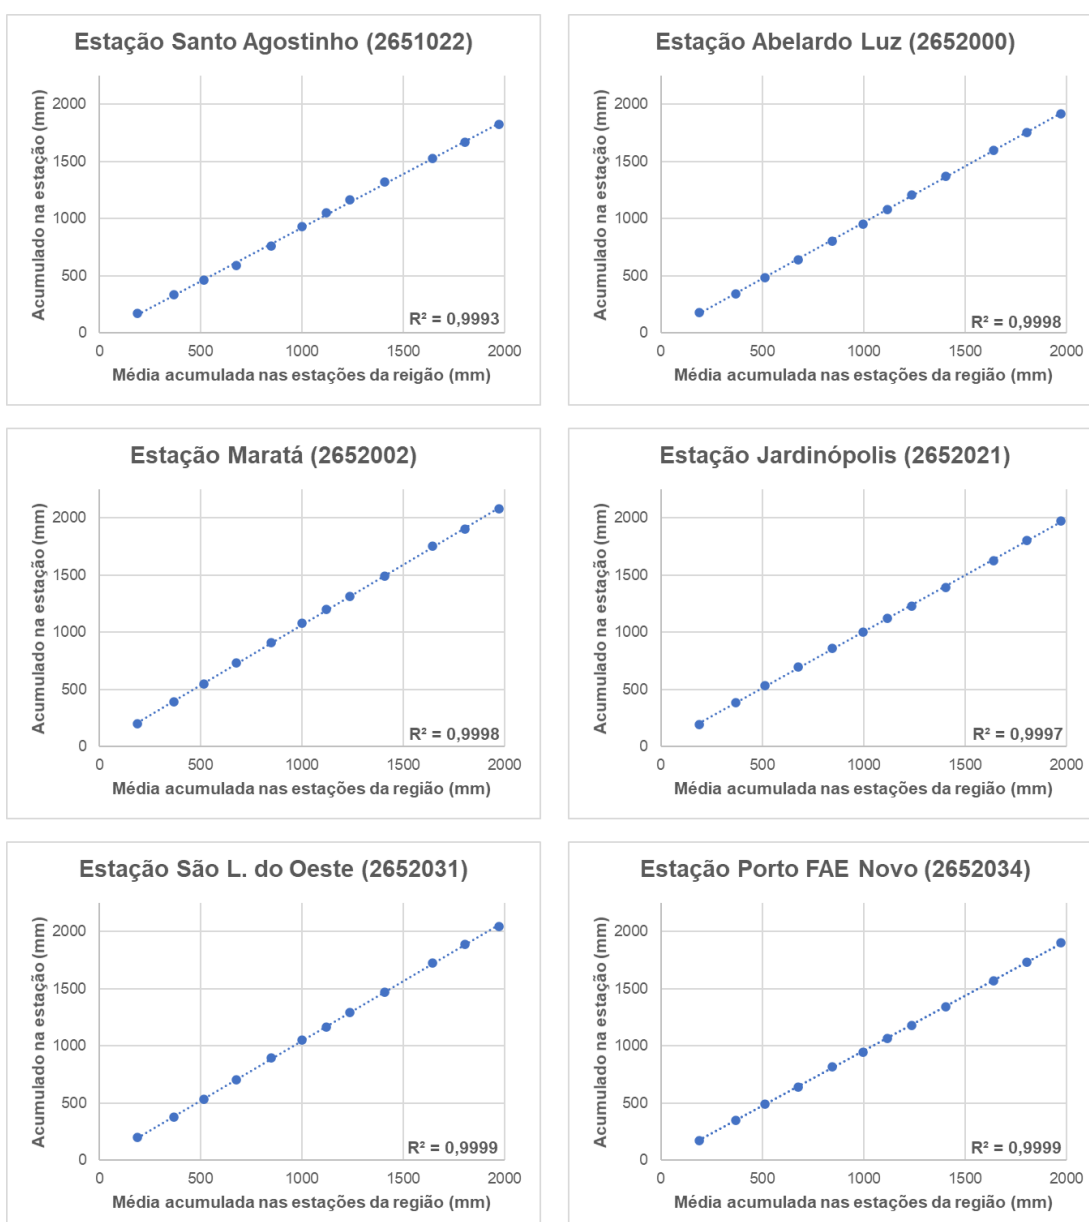 Estação Santo Agostinho (2651022)
Acumulado na estação (mm)
2000
1500
1000
500
0
R² = 0,9993
0 500 1000 1500 2000
Média acumulada nas estações da reigão (mm)
Estação Abelardo Luz (2652000)
Acumulado na estação (mm)
2000
1500
1000
500
0
R² = 0,9998
0 500 1000 1500 2000
Média acumulada nas estações da região (mm)
Estação Maratá (2652002)
Acumulado na estação (mm)
2000
1500
1000
500
0
R² = 0,9998
0 500 1000 1500 2000
Média acumulada nas estações da região (mm)
Estação Jardinópolis (2652021)
Acumulado na estação (mm)
2000
1500
1000
500
0
R² = 0,9997
0 500 1000 1500 2000
Média acumulada nas estações da região (mm)
Estação São L. do Oeste (2652031)
Acumulado na estação (mm)
2000
1500
1000
500
0
R² = 0,9999
0 500 1000 1500 2000
Média acumulada nas estações da região (mm)
Estação Porto FAE Novo (2652034)
Acumulado na estação (mm)
2000
1500
1000
500
0
R² = 0,9999
0 500 1000 1500 2000
Média acumulada nas estações da região (mm)